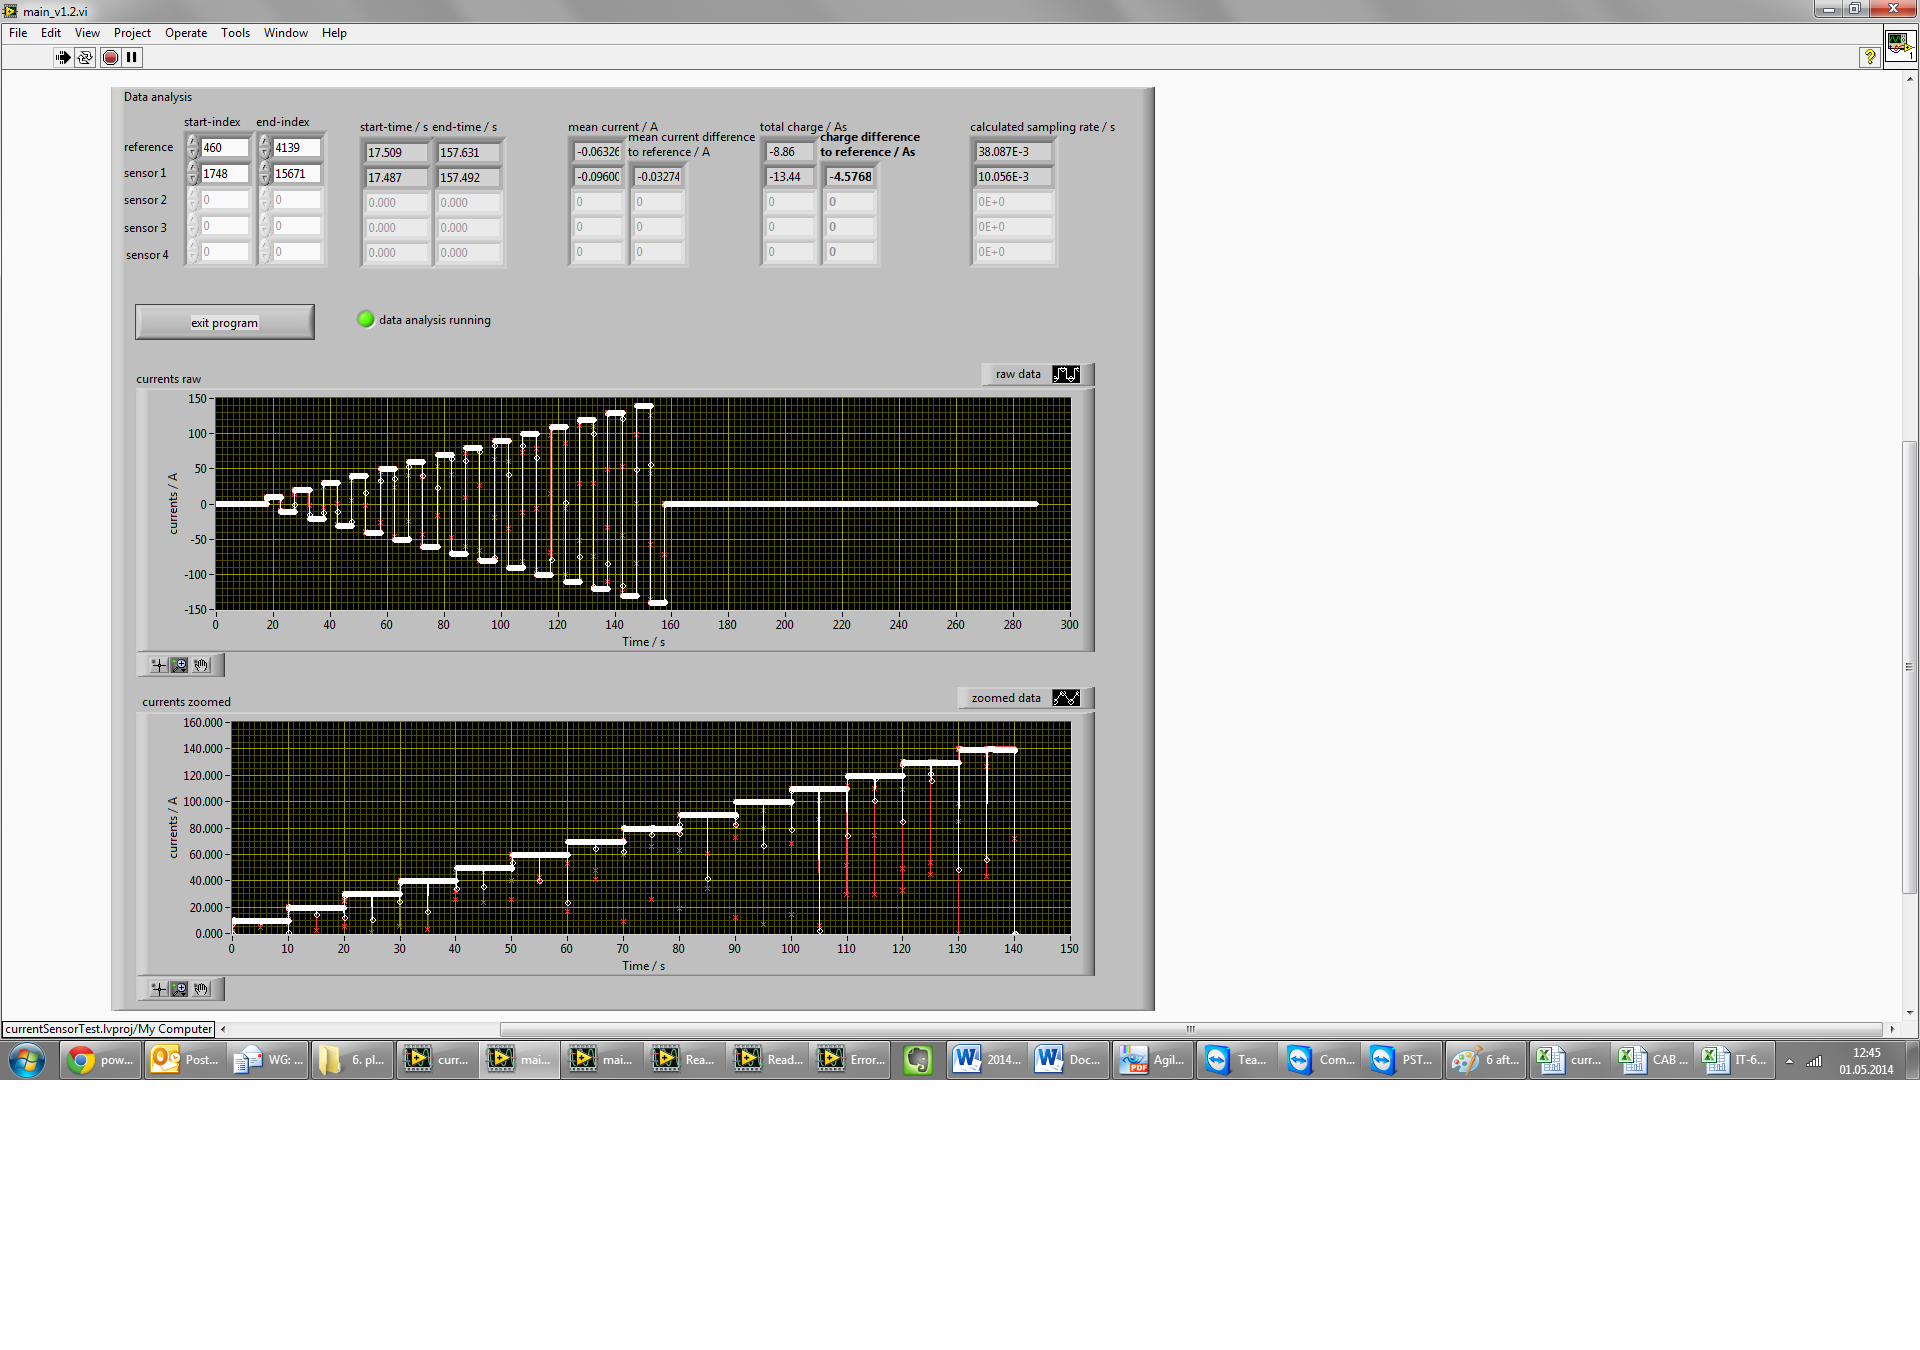 main_v1.2.vi
File Edit View Project Operate Tools Window Help
Data analysis
start-index end-index start-time / s end-time / s mean current / A mean current difference to reference / A total charge / As charge difference to reference / As calculated sampling rate / s
reference 460 4139 17.509 157.631 -0.06326 -8.86 38.087E-3
sensor 1 1748 15671 17.487 157.492 -0.0960 -0.03274 -13.44 -4.5768 10.056E-3
sensor 2 0 0 0.000 0.000 0 0 0 0 0E+0
sensor 3 0 0 0.000 0.000 0 0 0 0 0E+0
sensor 4 0 0 0.000 0.000 0 0 0 0 0E+0
exit program data analysis running
currents raw raw data
150
100
50
0
-50
-100
-150
currents / A
0 20 40 60 80 100 120 140 160 180 200 220 240 260 280 300
Time / s
currents zoomed zoomed data
160.000
140.000
120.000
100.000
80.000
60.000
40.000
20.000
0.000
currents / A
0 10 20 30 40 50 60 70 80 90 100 110 120 130 140 150
Time / s
currentSensorTest.lvproj/My Computer
pow... Post... WG: ... 6. pl... curr... mai... mai... Rea... Read... Error... 2014... Doc... Agil... Tea... Com... PST... 6 aft... curr... CAB ... IT-6... 12:45
01.05.2014